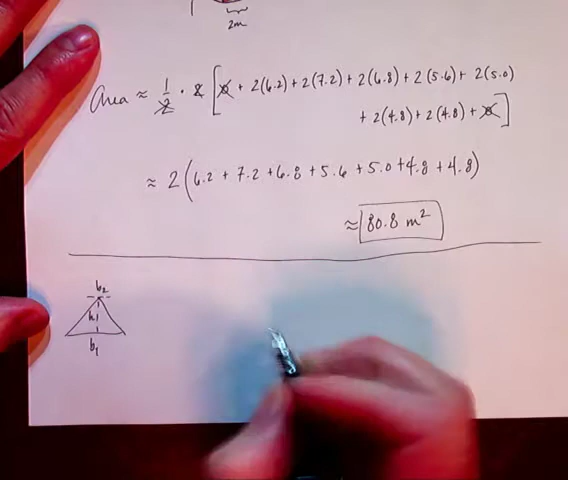 2m
Area ≈ 1/2 · 2 [0 + 2(6.2) + 2(7.2) + 2(6.8) + 2(5.6) + 2(5.0)
+ 2(4.8) + 2(4.8) + 0]
≈ 2(6.2 + 7.2 + 6.8 + 5.6 + 5.0 + 4.8 + 4.8)
≈ 80.8 m²
b₂
h
b₁